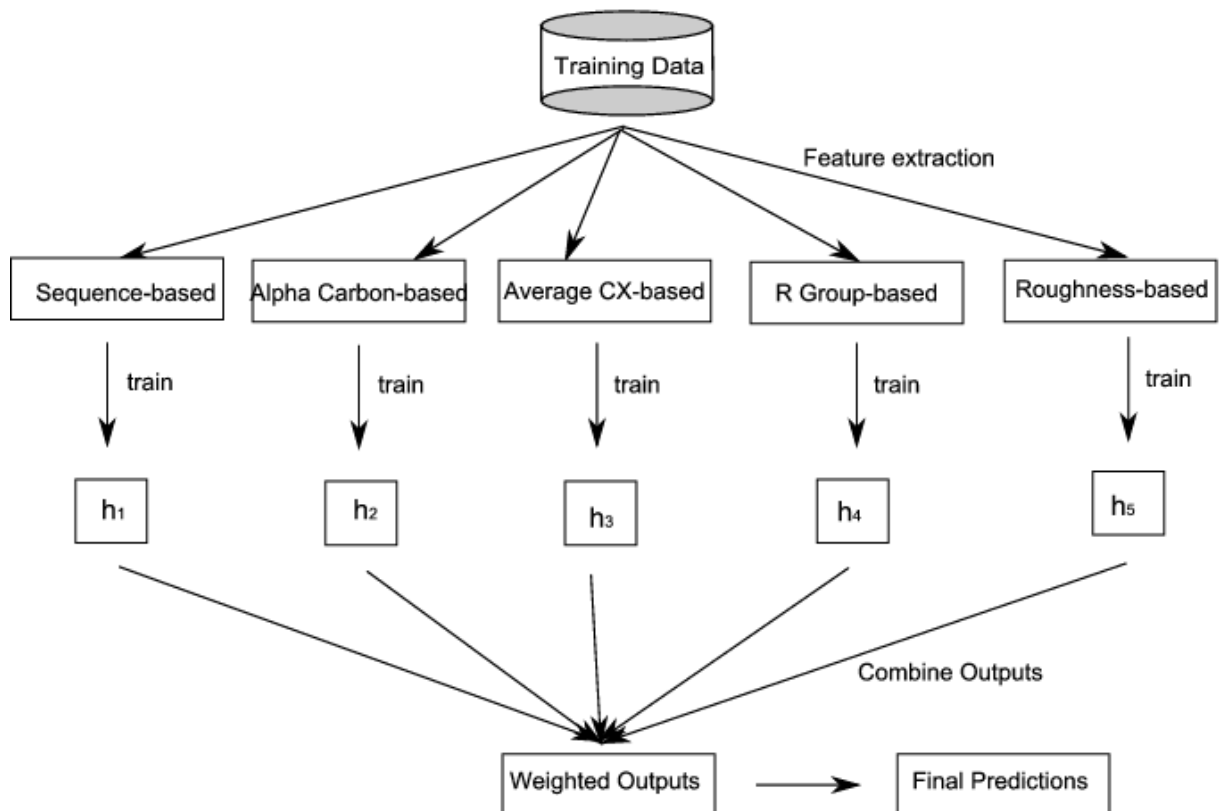 Training Data
Feature extraction
Sequence-based
Alpha Carbon-based
Average CX-based
R Group-based
Roughness-based
train
train
train
train
train
h₁
h₂
h₃
h₄
h₅
Combine Outputs
Weighted Outputs
Final Predictions